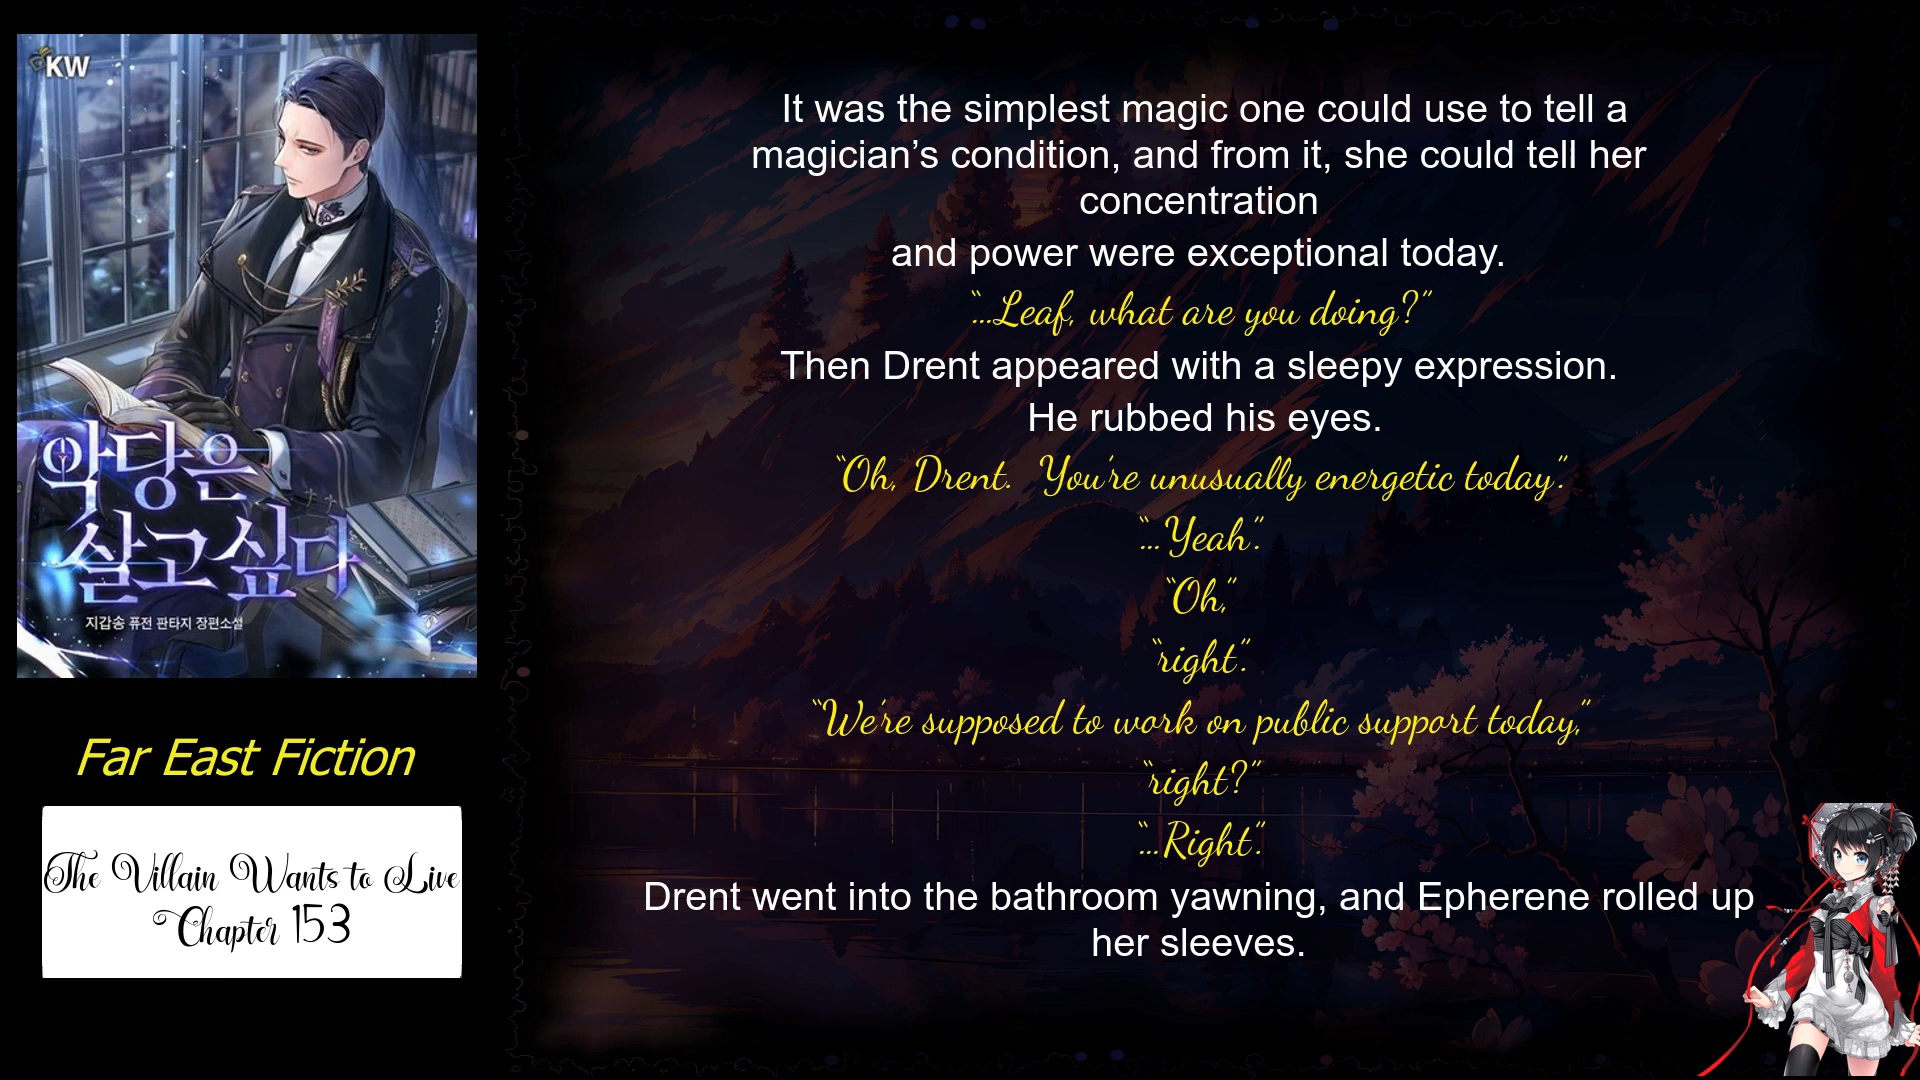 KW
악당은
살고싶다
지갑송 퓨전 판타지 장편소설
Far East Fiction
The Villain Wants to Live
Chapter 153
It was the simplest magic one could use to tell a
magician’s condition, and from it, she could tell her
concentration
and power were exceptional today.
“…Leaf, what are you doing?”
Then Drent appeared with a sleepy expression.
He rubbed his eyes.
“Oh, Drent. You’re unusually energetic today”.
“…Yeah”.
“Oh,”
“right”.
“We’re supposed to work on public support today,”
“right?”
“…Right”.
Drent went into the bathroom yawning, and Epherene rolled up
her sleeves.